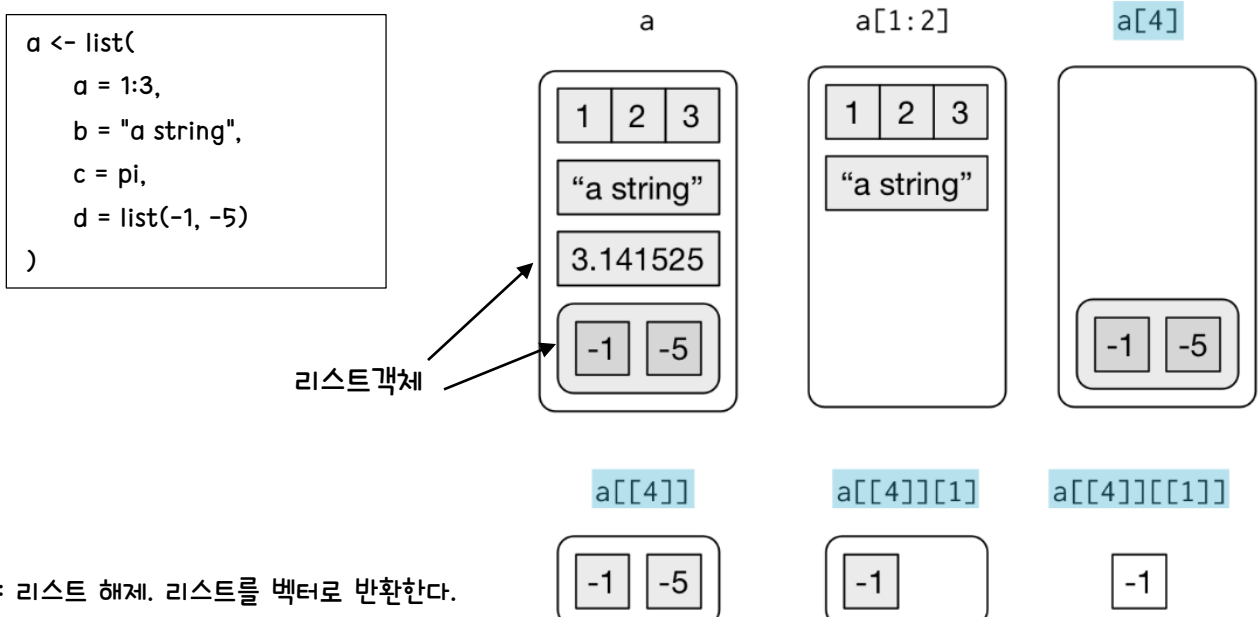 a <- list(
a = 1:3,
b = "a string",
c = pi,
d = list(-1, -5)
)
a
a[1:2]
a[4]
1 2 3
“a string”
3.141525
-1 -5
1 2 3
“a string”
-1 -5
리스트객체
a[[4]]
a[[4]][1]
a[[4]][[1]]
-1 -5
-1
-1
: 리스트 해제. 리스트를 벡터로 반환한다.